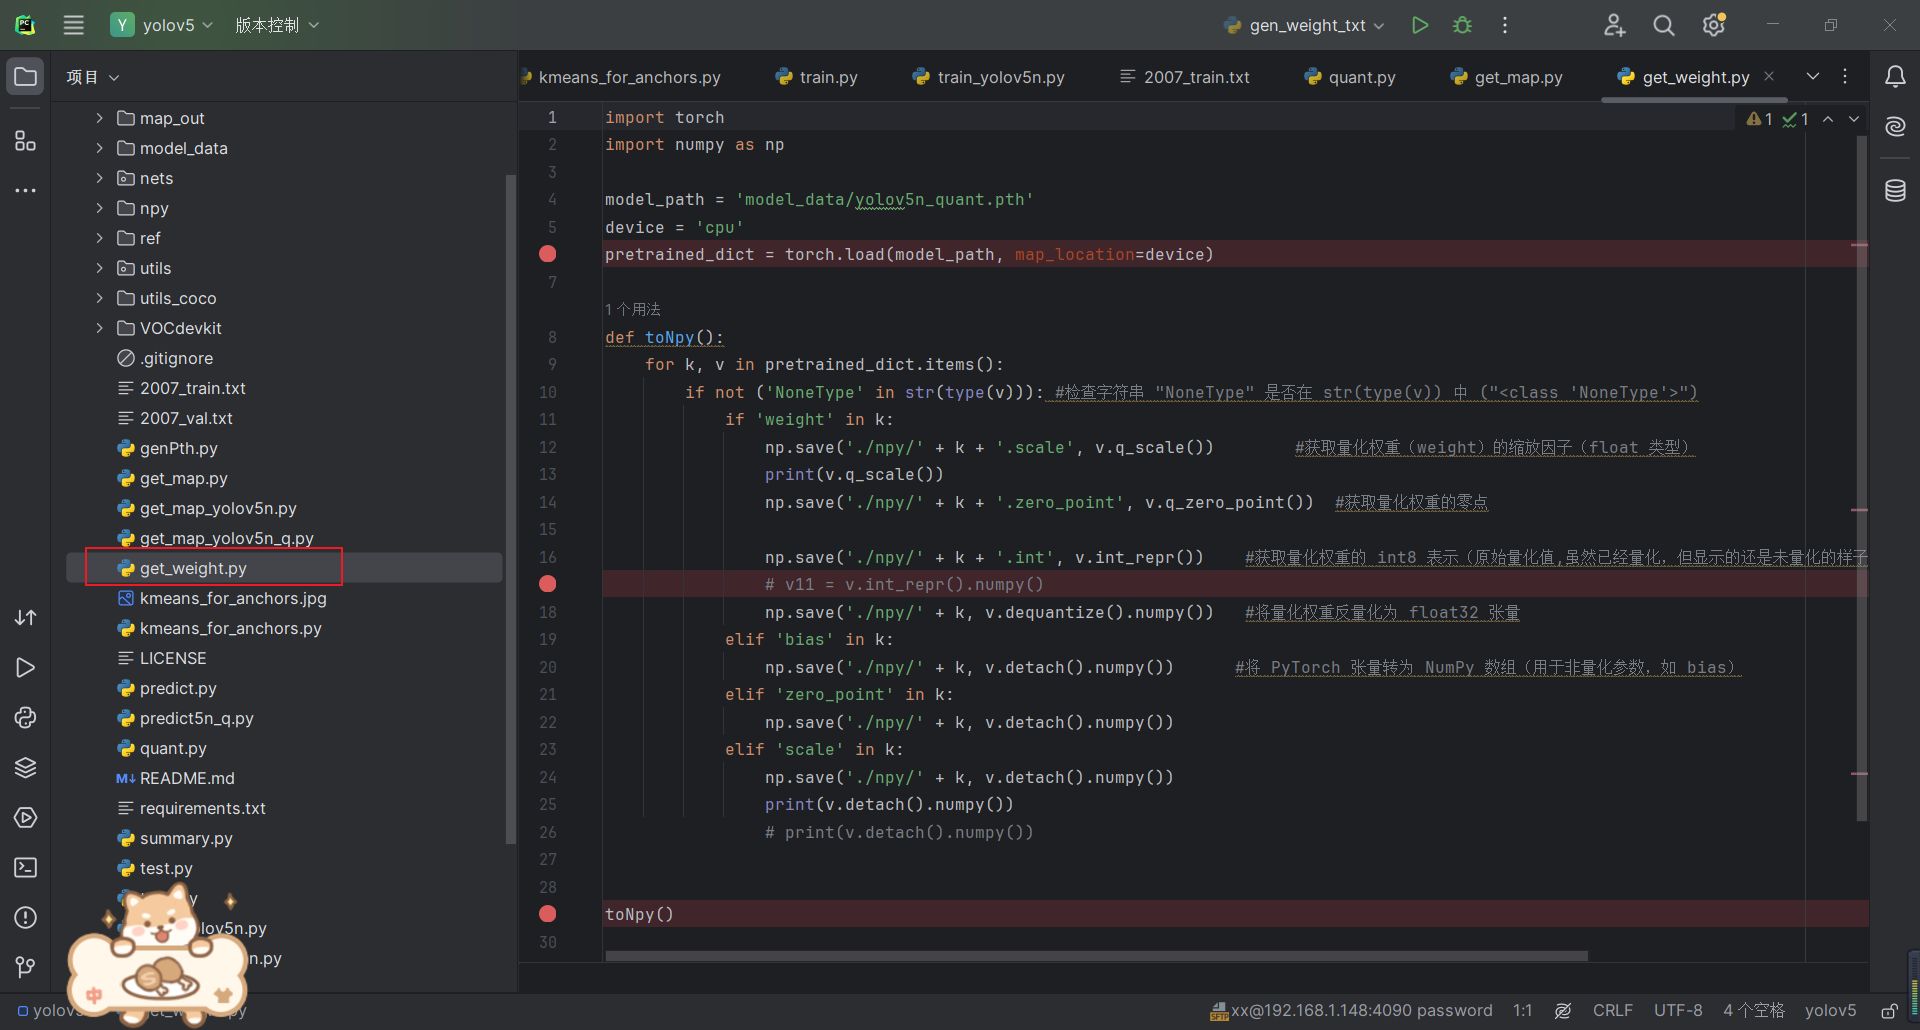 Y yolov5 版本控制 gen_weight_txt
项目
map_out
model_data
nets
npy
ref
utils
utils_coco
VOCdevkit
.gitignore
2007_train.txt
2007_val.txt
genPth.py
get_map.py
get_map_yolov5n.py
get_map_yolov5n_q.py
get_weight.py
kmeans_for_anchors.jpg
kmeans_for_anchors.py
LICENSE
predict.py
predict5n_q.py
quant.py
M↓ README.md
requirements.txt
summary.py
test.py
lov5n.py
n.py
中
kmeans_for_anchors.py train.py train_yolov5n.py 2007_train.txt quant.py get_map.py get_weight.py
1 import torch
2 import numpy as np
3
4 model_path = 'model_data/yolov5n_quant.pth'
5 device = 'cpu'
pretrained_dict = torch.load(model_path, map_location=device)
7
1 个用法
8 def toNpy():
9 for k, v in pretrained_dict.items():
10 if not ('NoneType' in str(type(v))): #检查字符串 "NoneType" 是否在 str(type(v)) 中 ("<class 'NoneType'>")
11 if 'weight' in k:
12 np.save('./npy/' + k + '.scale', v.q_scale()) #获取量化权重（weight）的缩放因子（float 类型）
13 print(v.q_scale())
14 np.save('./npy/' + k + '.zero_point', v.q_zero_point()) #获取量化权重的零点
15
16 np.save('./npy/' + k + '.int', v.int_repr()) #获取量化权重的 int8 表示（原始量化值,虽然已经量化，但显示的还是未量化的样子
# v11 = v.int_repr().numpy()
18 np.save('./npy/' + k, v.dequantize().numpy()) #将量化权重反量化为 float32 张量
19 elif 'bias' in k:
20 np.save('./npy/' + k, v.detach().numpy()) #将 PyTorch 张量转为 NumPy 数组（用于非量化参数，如 bias）
21 elif 'zero_point' in k:
22 np.save('./npy/' + k, v.detach().numpy())
23 elif 'scale' in k:
24 np.save('./npy/' + k, v.detach().numpy())
25 print(v.detach().numpy())
26 # print(v.detach().numpy())
27
28
toNpy()
30
1 1
yolov xx@192.168.1.148:4090 password 1:1 CRLF UTF-8 4 个空格 yolov5